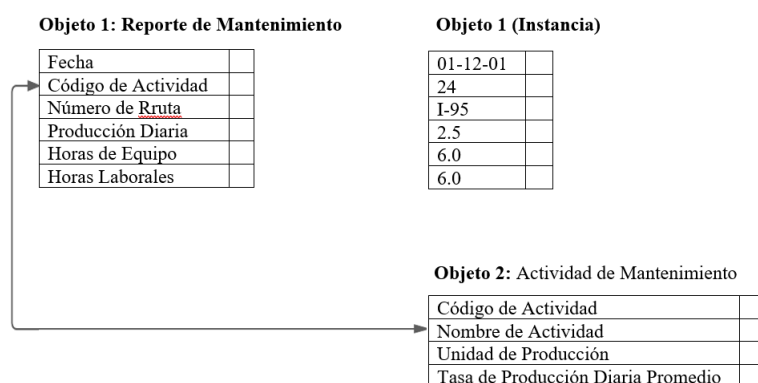 Objeto 1: Reporte de Mantenimiento
Fecha
Código de Actividad
Número de Rruta
Producción Diaria
Horas de Equipo
Horas Laborales
Objeto 1 (Instancia)
01-12-01
24
I-95
2.5
6.0
6.0
Objeto 2: Actividad de Mantenimiento
Código de Actividad
Nombre de Actividad
Unidad de Producción
Tasa de Producción Diaria Promedio